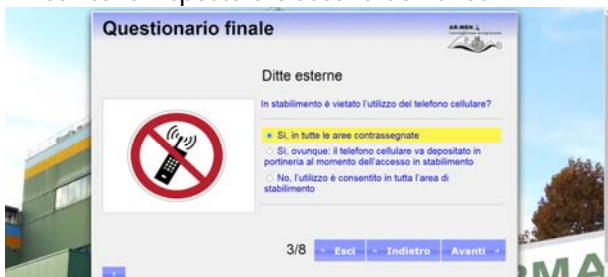 Questionario finale
AR-MEN
Ditte esterne
In stabilimento è vietato l'utilizzo del telefono cellulare?
Sì, in tutte le aree contrassegnate
Sì, ovunque: il telefono cellulare va depositato in
portineria al momento dell'accesso in stabilimento
No, l'utilizzo è consentito in tutta l'area di
stabilimento
3/8 Esci Indietro Avanti